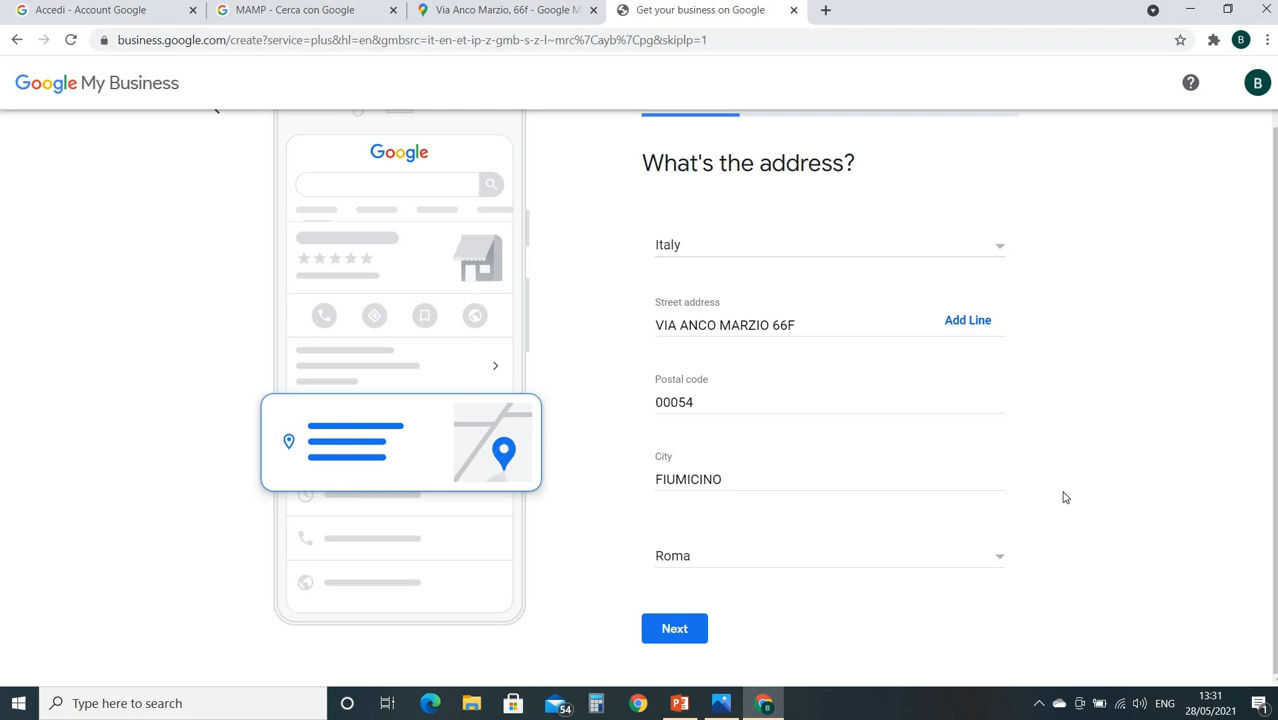 Accedi - Account Google
MAMP - Cerca con Google
Via Anco Marzio, 66f - Google M
Get your business on Google
business.google.com/create?service=plus&hl=en&gmbsrc=it-en-et-ip-z-gmb-s-z-l~mrc%7Cayb%7Cpg&skiplp=1
B
Google My Business
B
Google
What's the address?
Italy
Street address
VIA ANCO MARZIO 66F
Add Line
Postal code
00054
City
FIUMICINO
Roma
Next
Type here to search
54
B
ENG
13:31
28/05/2021
1